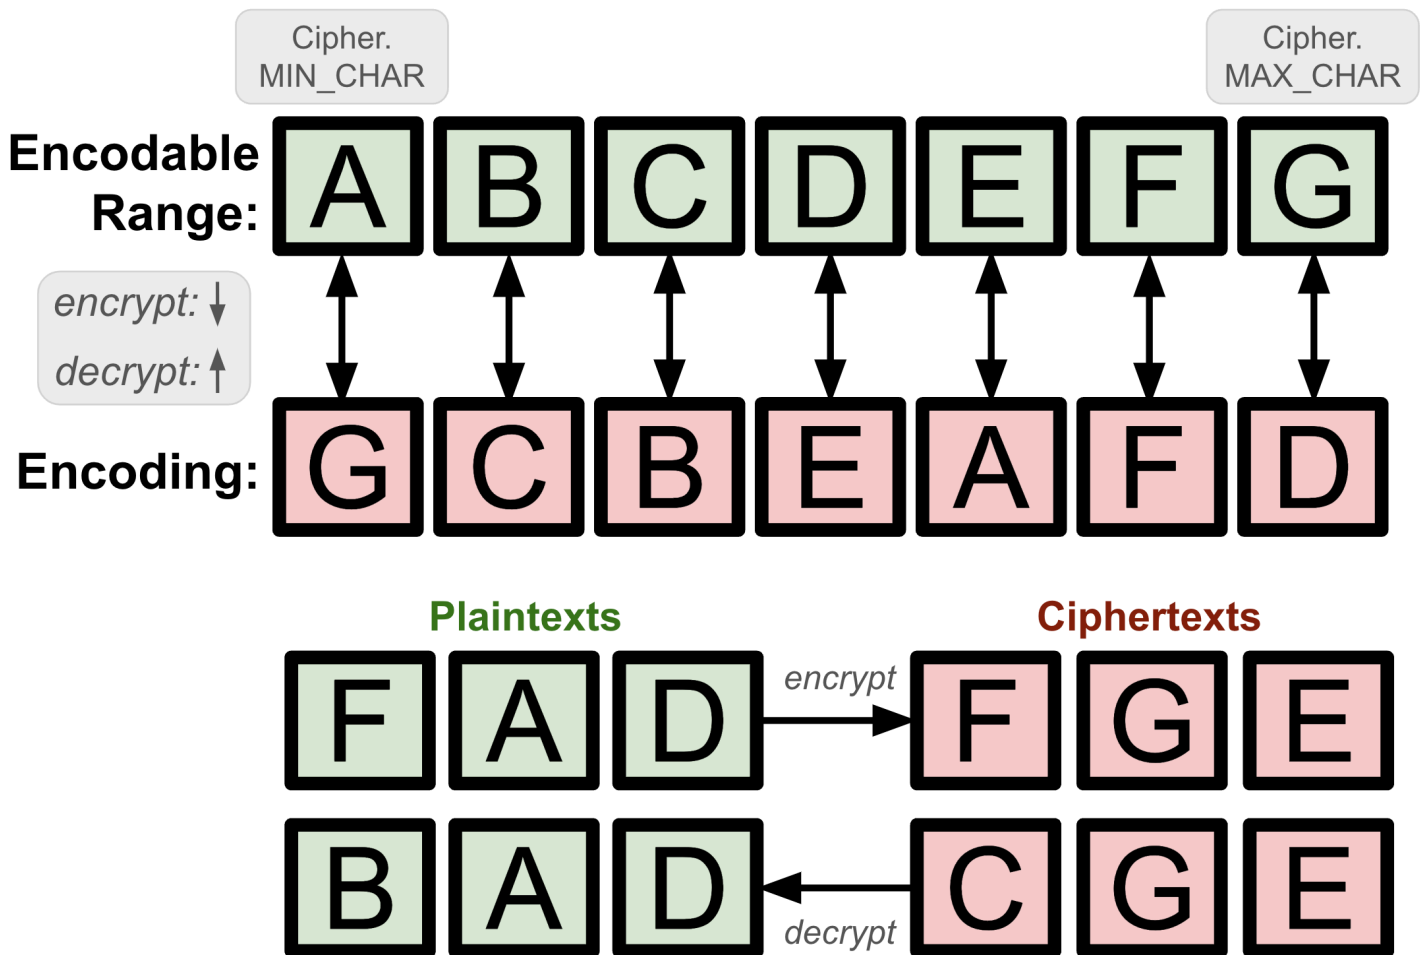 Cipher.
MIN_CHAR
Cipher.
MAX_CHAR
Encodable
Range:
A B C D E F G
encrypt:
decrypt:
Encoding:
G C B E A F D
Plaintexts
Ciphertexts
F A D
encrypt
F G E
B A D
decrypt
C G E